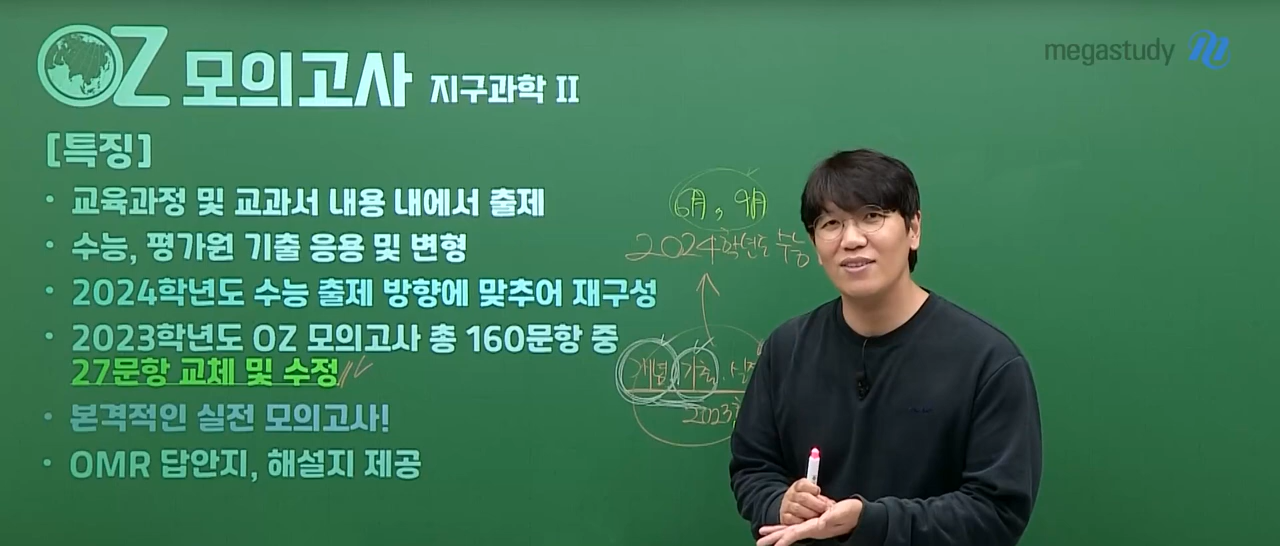 OZ 모의고사 지구과학 II
megastudy
[특징]
• 교육과정 및 교과서 내용 내에서 출제
• 수능, 평가원 기출 응용 및 변형
• 2024학년도 수능 출제 방향에 맞추어 재구성
• 2023학년도 OZ 모의고사 총 160문항 중
27문항 교체 및 수정
• 본격적인 실전 모의고사!
• OMR 답안지, 해설지 제공
6月, 9月
2024학년도 수능
개념, 기출,
2023